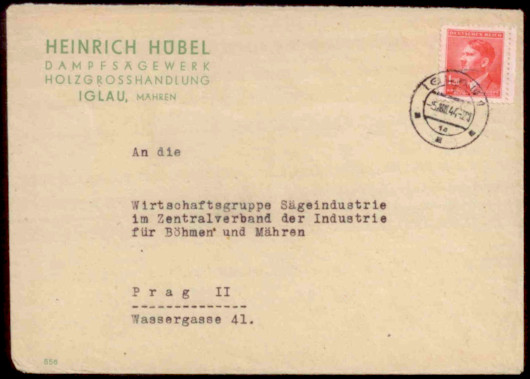 HEINRICH HÜBEL
DAMPFSÄGEWERK
HOLZGROSSHANDLUNG
IGLAU, MÄHREN
An die
Wirtschaftsgruppe Sägeindustrie
im Zentralverband der Industrie
für Böhmen und Mähren
Prag II
Wassergasse 41.
556